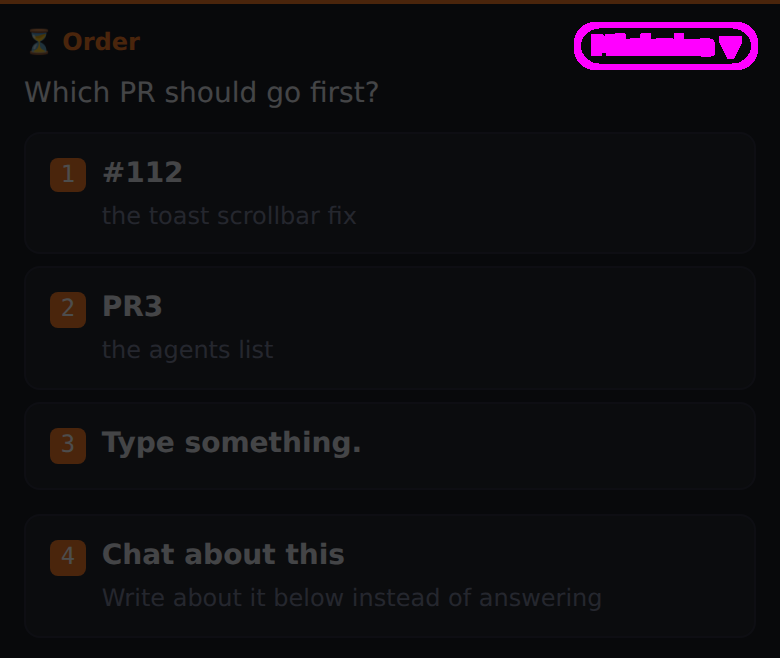 Order
Which PR should go first?
1 #112
the toast scrollbar fix
2 PR3
the agents list
3 Type something.
4 Chat about this
Write about it below instead of answering